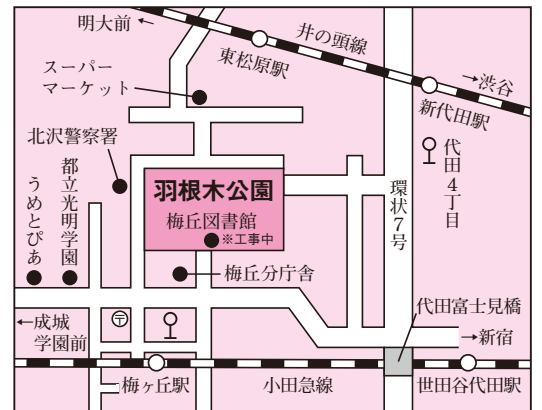 明大前
井の頭線
東松原駅
→渋谷
新代田駅
スーパー
マーケット
代田4丁目
北沢警察署
都立光明学園
うめとぴあ
羽根木公園
梅丘図書館
※工事中
環状7号
梅丘分庁舎
代田富士見橋
←成城
学園前
〒
→新宿
梅ヶ丘駅
小田急線
世田谷代田駅